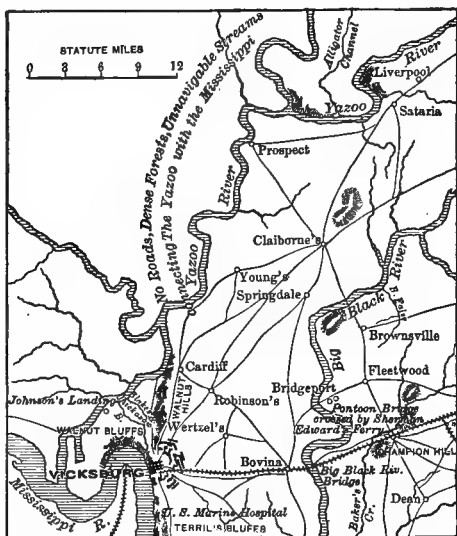 STATUTE MILES
0 3 6 9 12
Alligator
Channel
River
Liverpool
Yazoo
Sataria
No Roads, Dense Forests, Unnavigable Streams
Connecting The Yazoo with the Mississippi
Prospect
River
Yazoo
Claiborne's
Young's
Springdale
River
Black
Big
Brownsville
Cardiff
WALNUT
HILLS
Fleetwood
Bridgeport
Johnson's Landing
Robinson's
Pontoon Bridge
crossed by Sherman
Edward's Ferry
WALNUT BLUFFS
Wertzel's
CHAMPION HILL
VICKSBURG
Bovina
Big Black Riv.
Bridge
Mississippi
R.
U. S. Marine Hospital
TERRIL'S BLUFFS
Baker's
Cr.
Dean